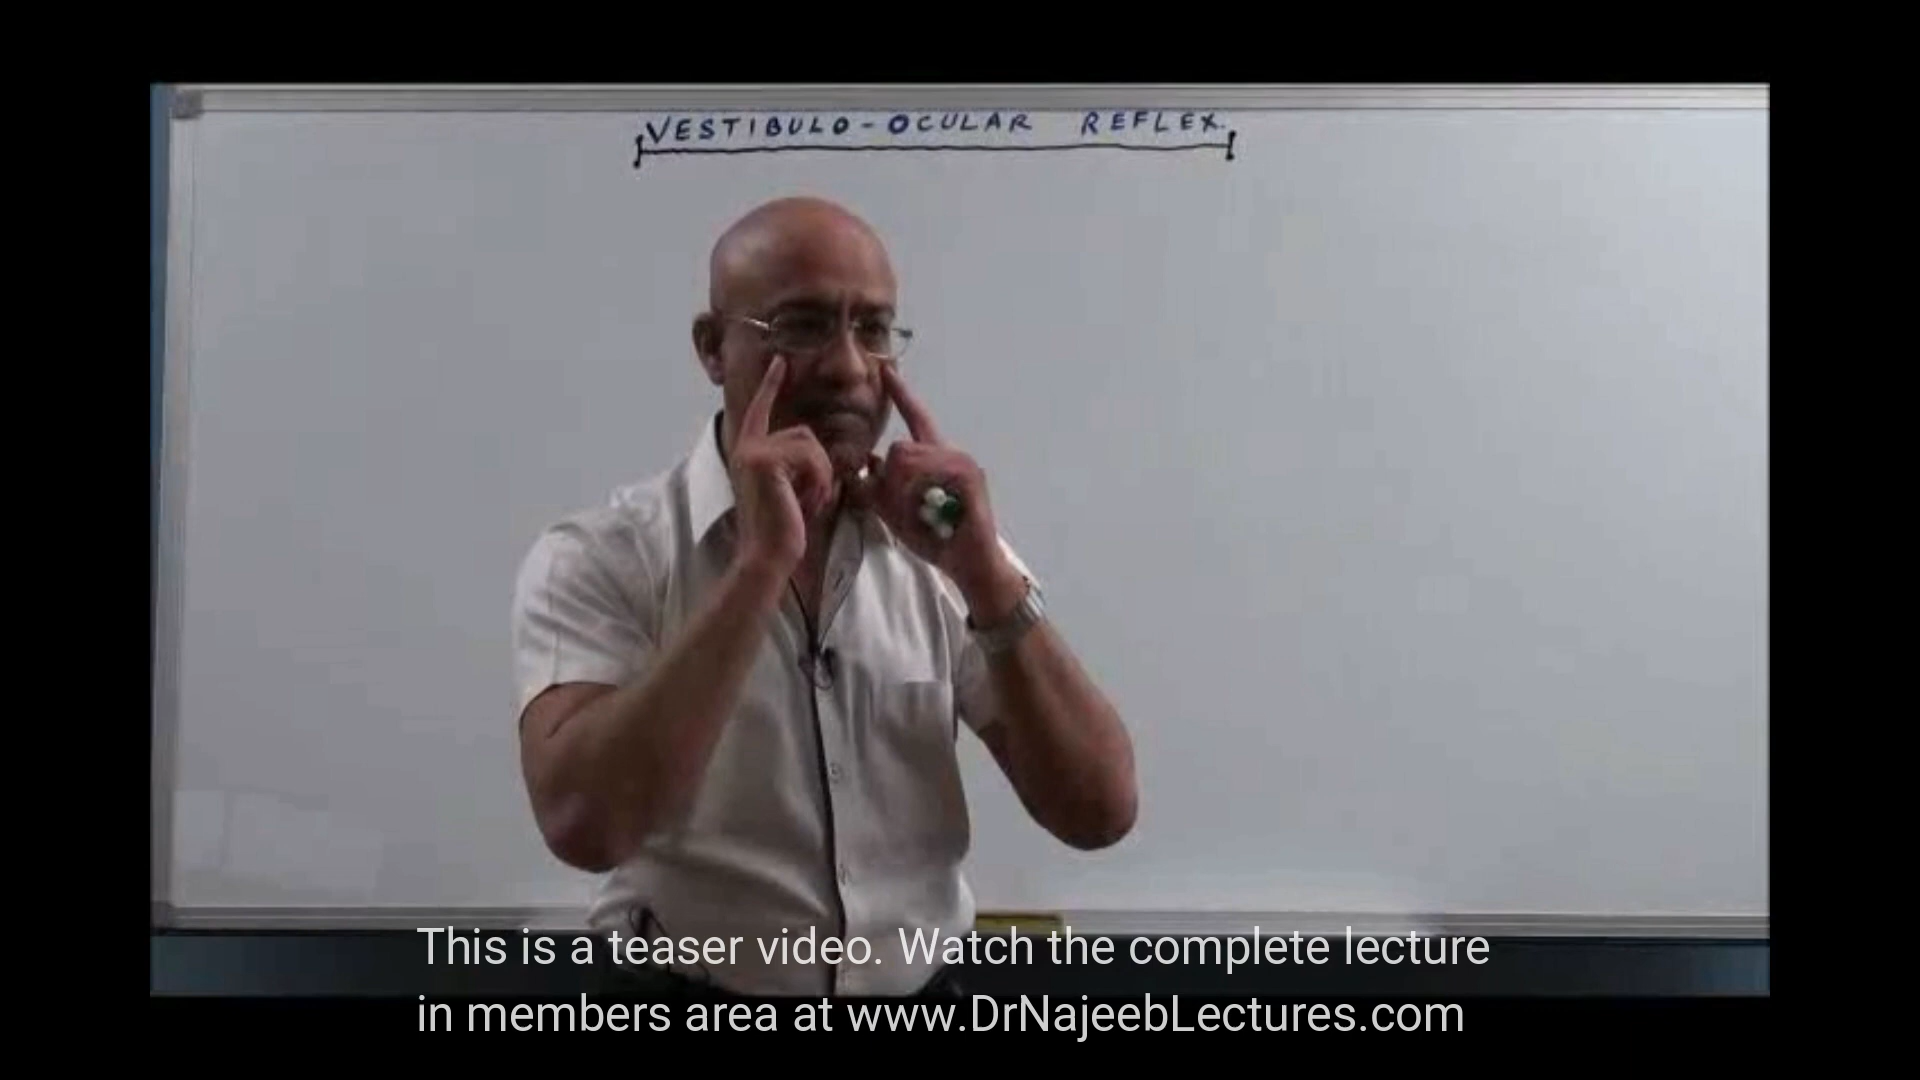 VESTIBULO-OCULAR REFLEX.
This is a teaser video. Watch the complete lecture
in members area at www.DrNajeebLectures.com